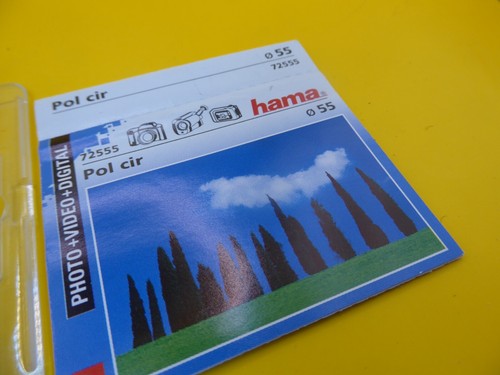 Pol cir
ø 55
72555
hama®
72555
ø 55
Pol cir
PHOTO+VIDEO+DIGITAL